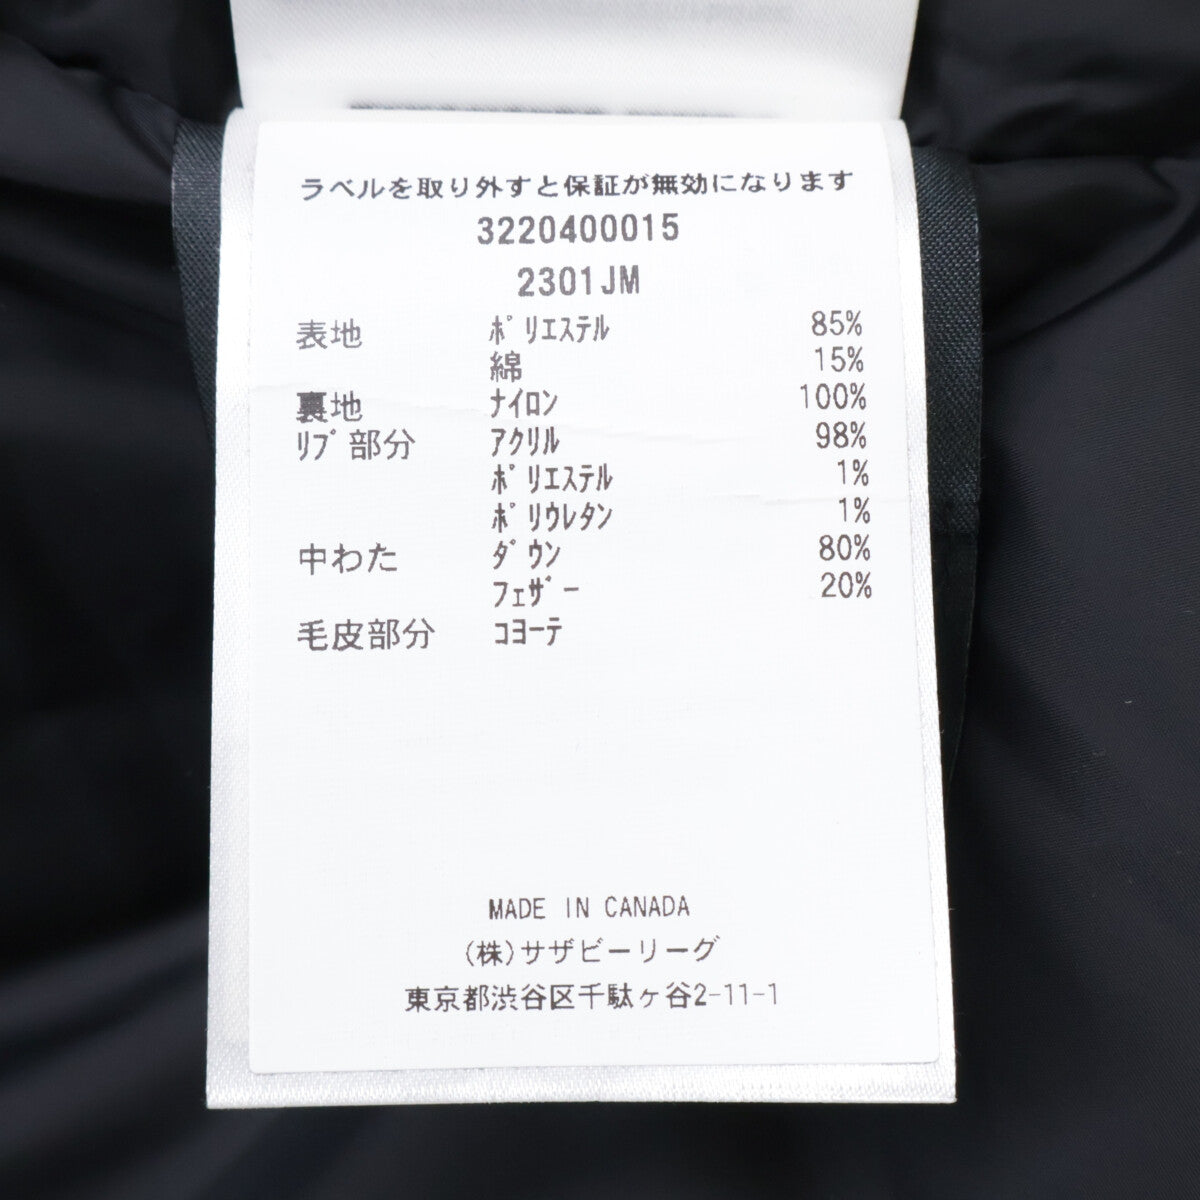 ラベルを取り外すと保証が無効になります
3220400015
2301JM
表地 ﾎﾟﾘｴｽﾃﾙ 85%
綿 15%
裏地 ﾅｲﾛﾝ 100%
ﾘﾌﾞ部分 ｱｸﾘﾙ 98%
ﾎﾟﾘｴｽﾃﾙ 1%
ﾎﾟﾘｳﾚﾀﾝ 1%
中わた ﾀﾞｳﾝ 80%
ﾌｪｻﾞｰ 20%
毛皮部分 ｺﾖｰﾃ
MADE IN CANADA
(株)サザビーリーグ
東京都渋谷区千駄ヶ谷2-11-1